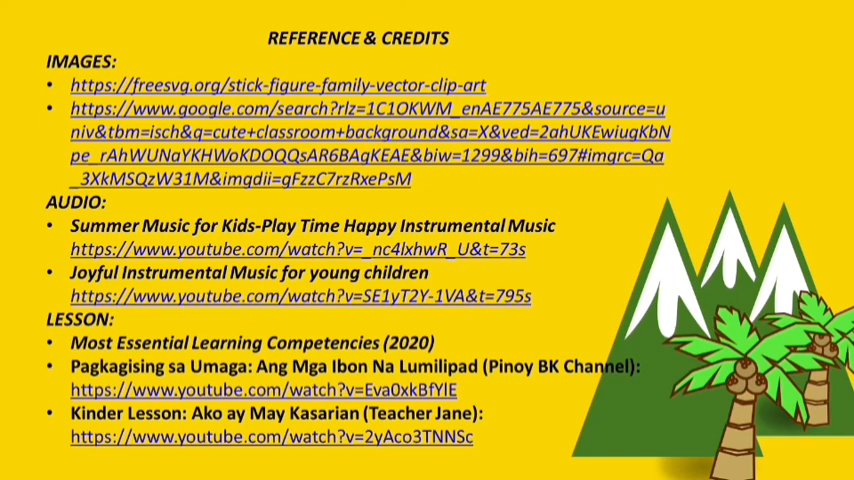 REFERENCE & CREDITS
IMAGES:
• https://freesvg.org/stick-figure-family-vector-clip-art
• https://www.google.com/search?rlz=1C1OKWM_enAE775AE775&source=u
niv&tbm=isch&q=cute+classroom+background&sa=X&ved=2ahUKEwiugKbN
pe_rAhWUNaYKHWoKDOQQsAR6BAgKEAE&biw=1299&bih=697#imgrc=Qa
_3XkMSQzW31M&imgdii=gFzzC7rzRxePsM
AUDIO:
• Summer Music for Kids-Play Time Happy Instrumental Music
https://www.youtube.com/watch?v=_nc4lxhwR_U&t=73s
• Joyful Instrumental Music for young children
https://www.youtube.com/watch?v=SE1yT2Y-1VA&t=795s
LESSON:
• Most Essential Learning Competencies (2020)
• Pagkagising sa Umaga: Ang Mga Ibon Na Lumilipad (Pinoy BK Channel):
https://www.youtube.com/watch?v=Eva0xkBfYlE
• Kinder Lesson: Ako ay May Kasarian (Teacher Jane):
https://www.youtube.com/watch?v=2yAco3TNNSc